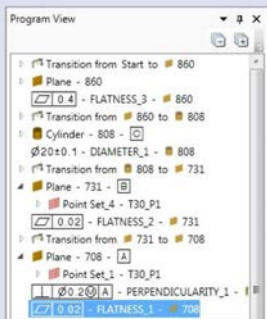 Program View
Transition from Start to 860
Plane - 860
0.4 - FLATNESS_3 - 860
Transition from 860 to 808
Cylinder - 808 - C
Ø20±0.1 - DIAMETER_1 - 808
Transition from 808 to 731
Plane - 731 - B
Point Set_4 - T30_P1
0.02 - FLATNESS_2 - 731
Transition from 731 to 708
Plane - 708 - A
Point Set_1 - T30_P1
⊥ Ø0.2Ⓜ A - PERPENDICULARITY_1 -
0.02 - FLATNESS_1 - 708